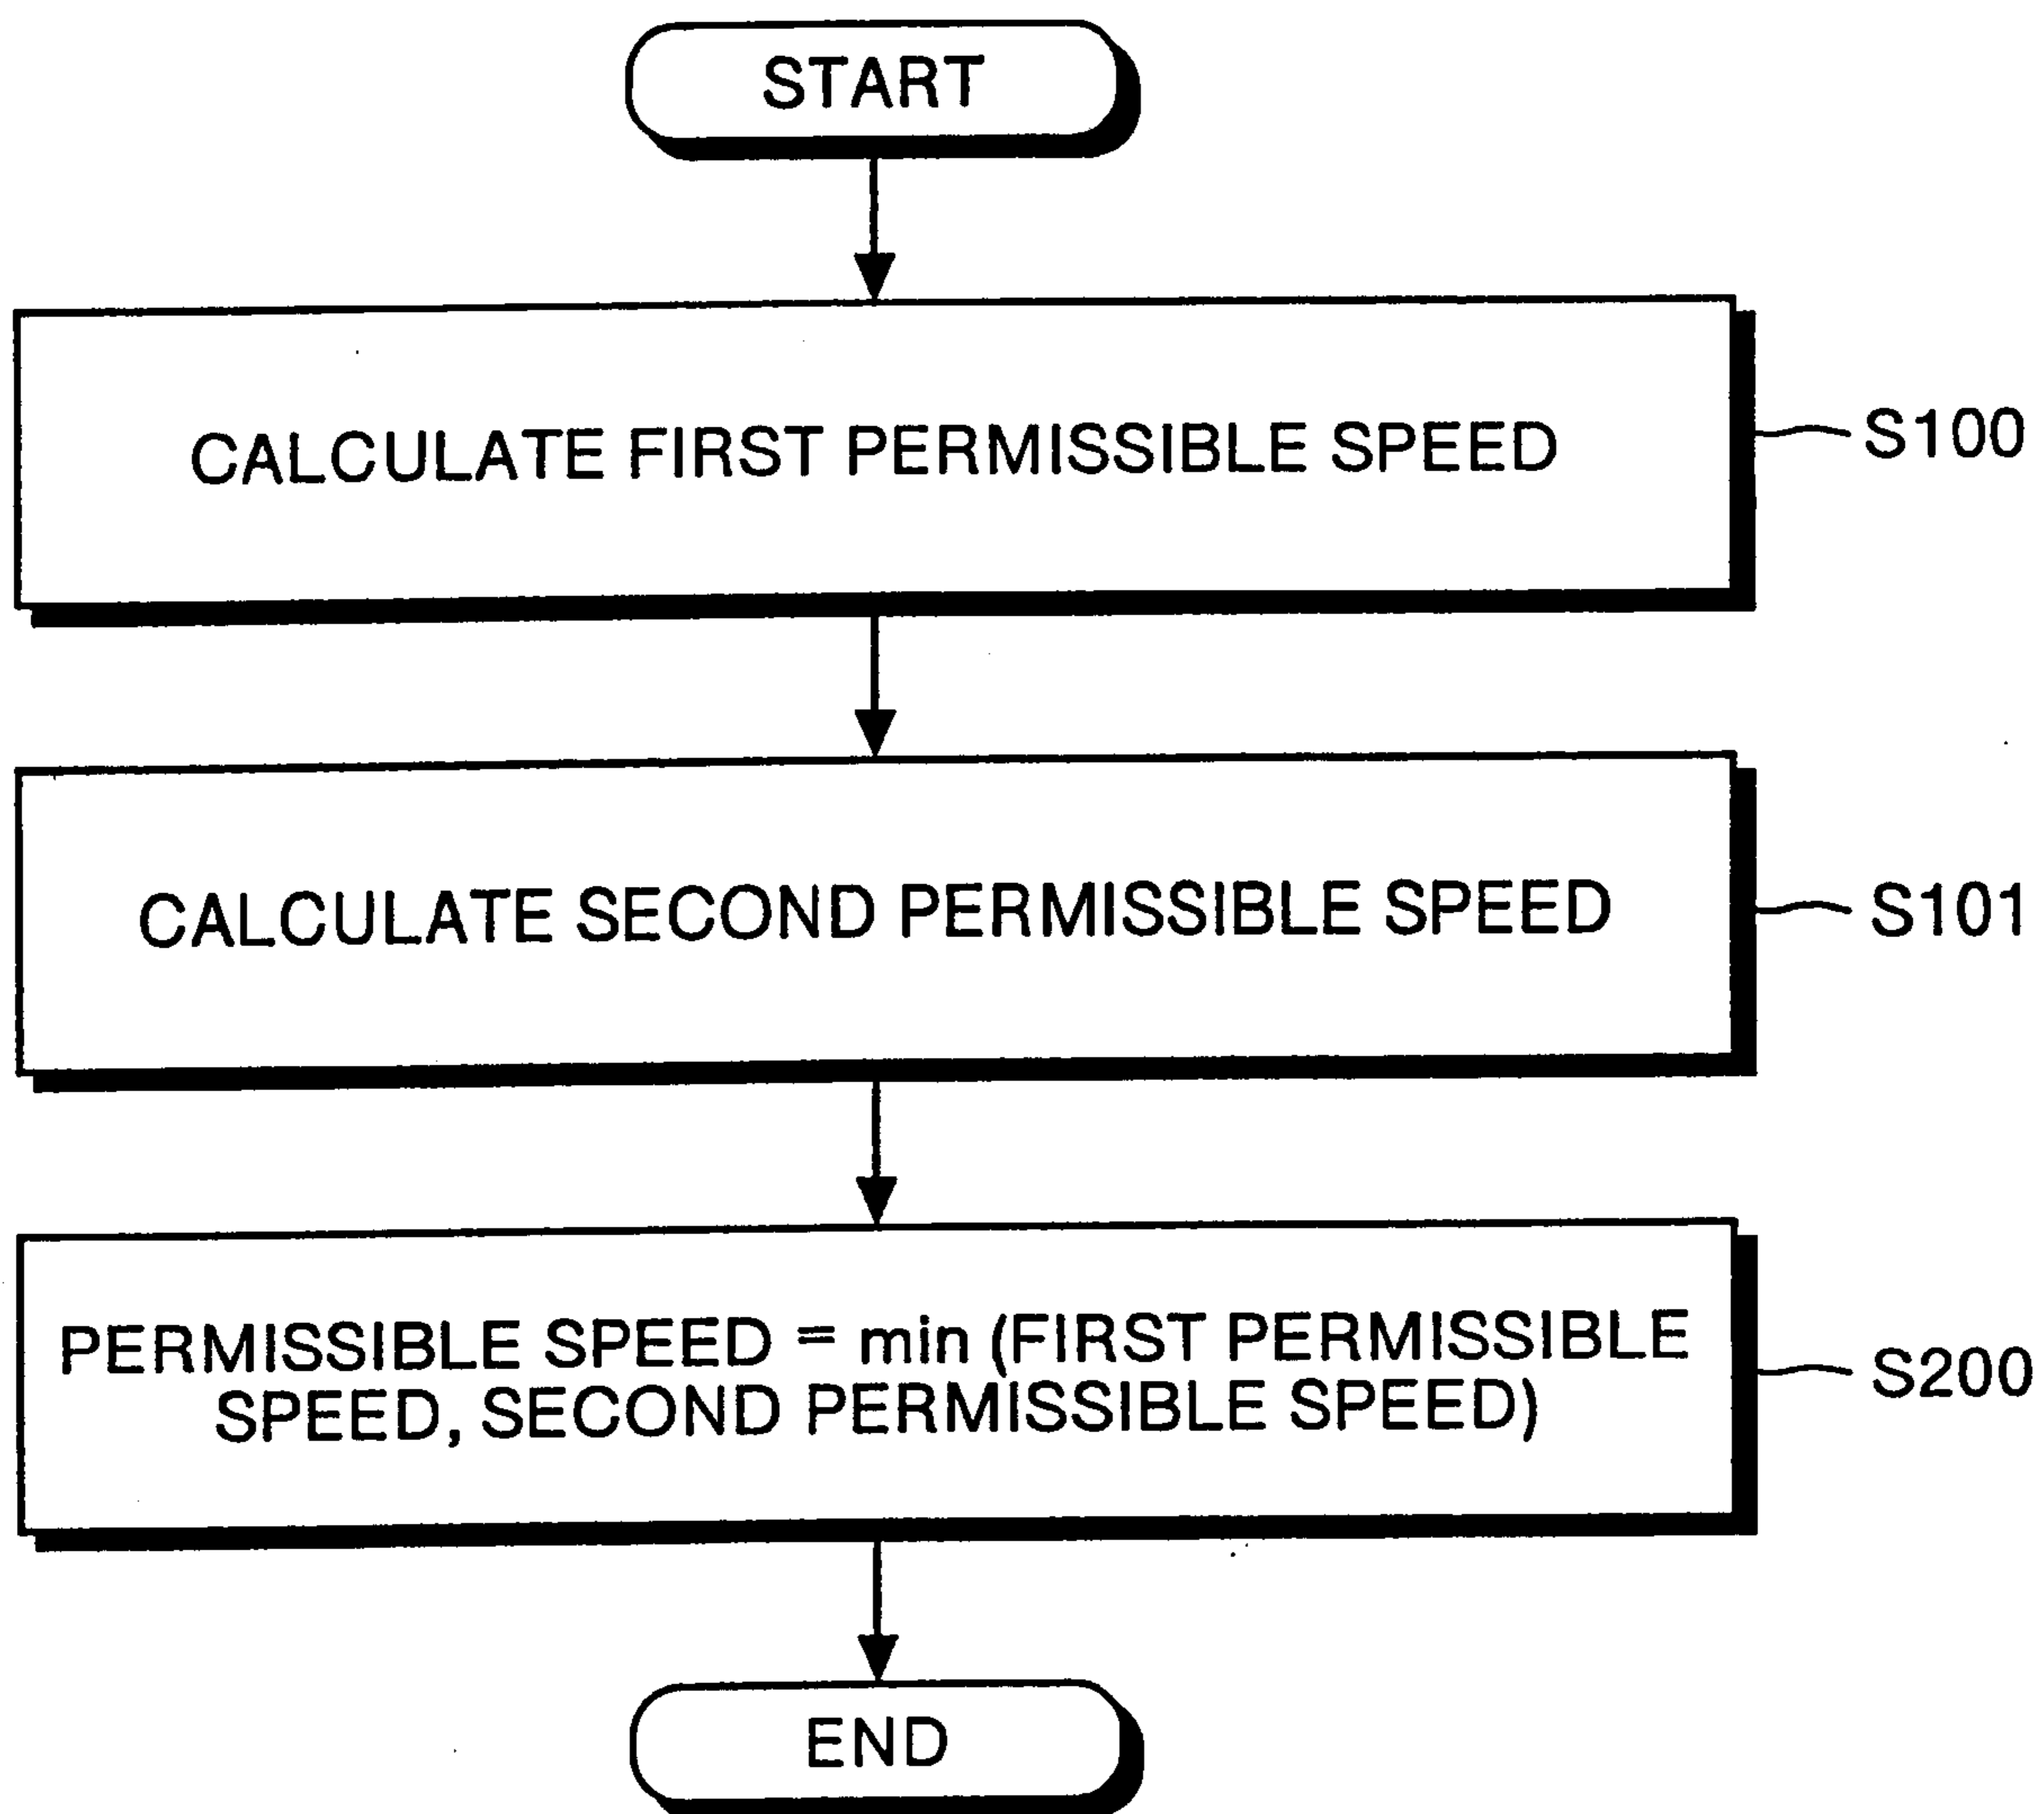 START
CALCULATE FIRST PERMISSIBLE SPEED
S100
CALCULATE SECOND PERMISSIBLE SPEED
S101
PERMISSIBLE SPEED = min (FIRST PERMISSIBLE
SPEED, SECOND PERMISSIBLE SPEED)
S200
END